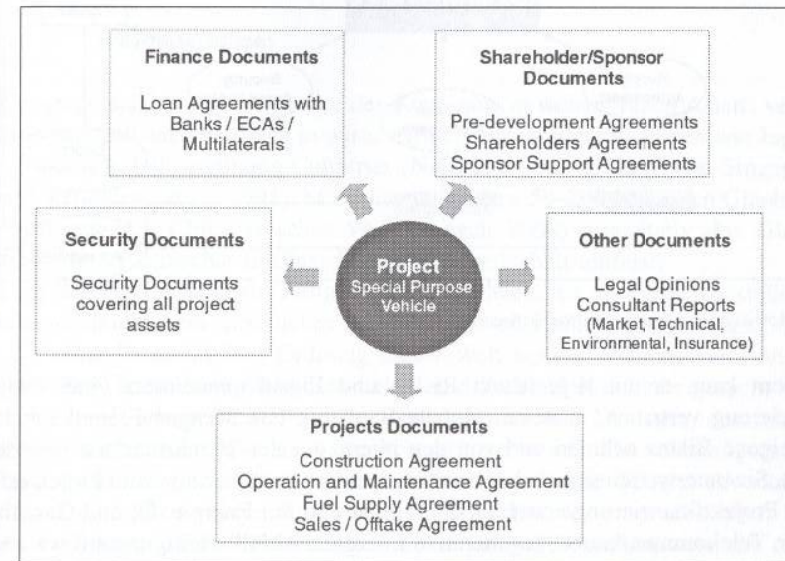 Finance Documents
Loan Agreements with
Banks / ECAs /
Multilaterals
Shareholder/Sponsor
Documents
Pre-development Agreements
Shareholders Agreements
Sponsor Support Agreements
Security Documents
Security Documents
covering all project
assets
Project
Special Purpose
Vehicle
Other Documents
Legal Opinions
Consultant Reports
(Market, Technical,
Environmental, Insurance)
Projects Documents
Construction Agreement
Operation and Maintenance Agreement
Fuel Supply Agreement
Sales / Offtake Agreement